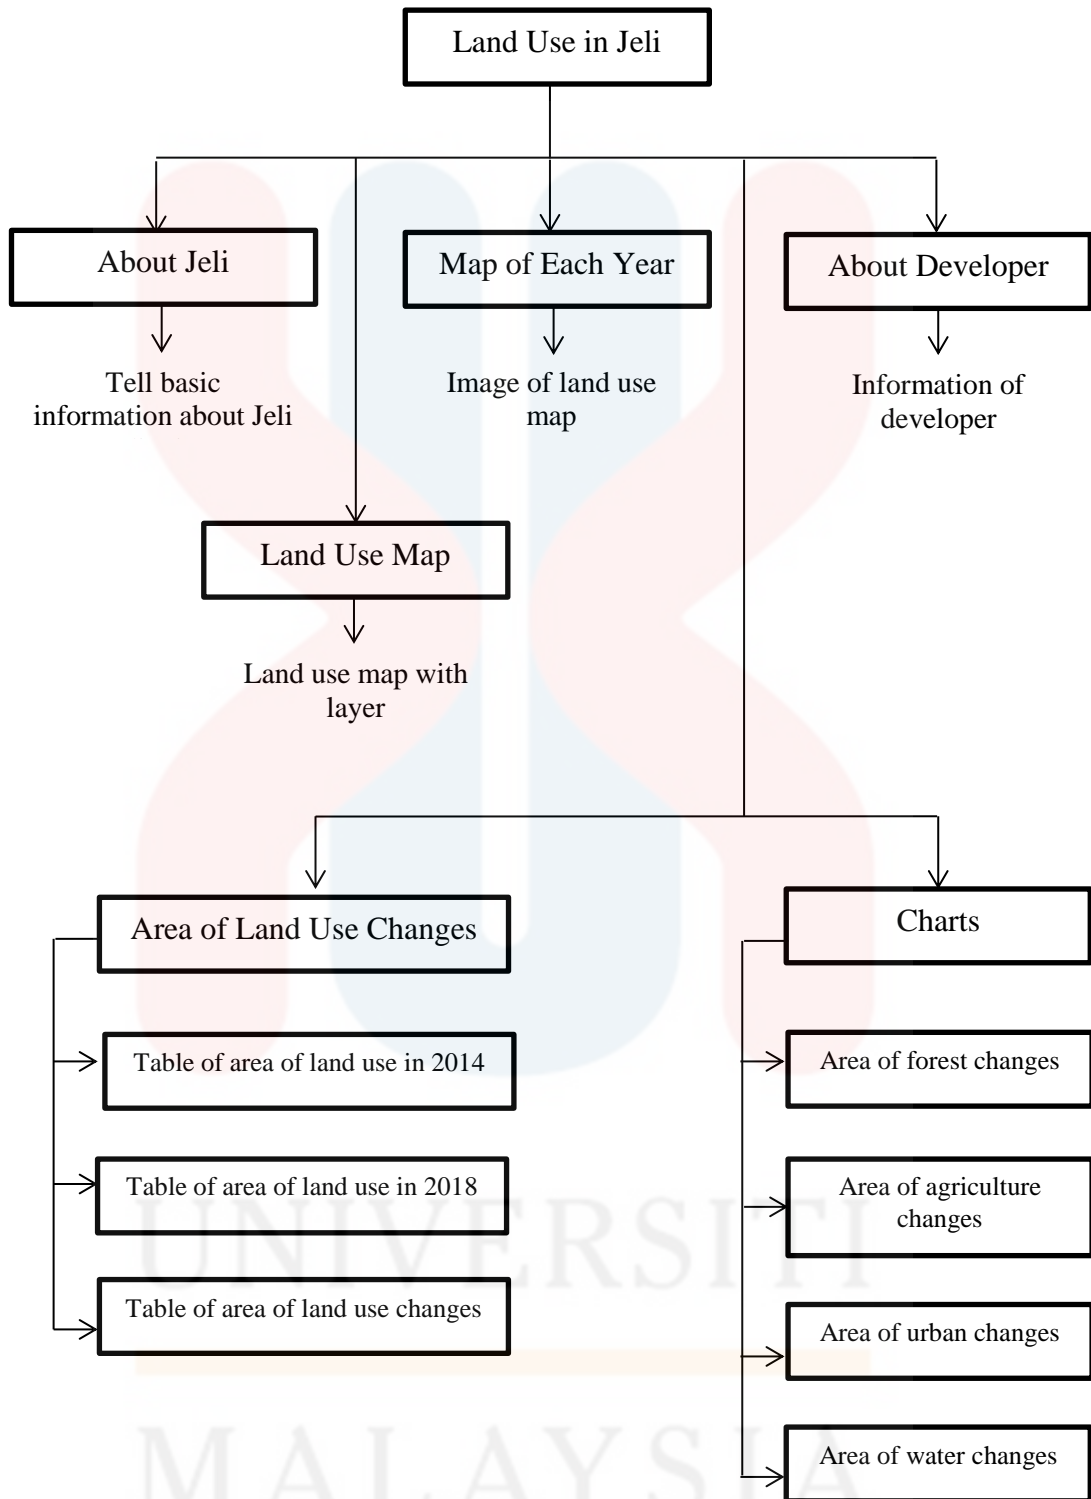 Land Use in Jeli
About Jeli
Map of Each Year
About Developer
Tell basic
information about Jeli
Image of land use
map
Information of
developer
Land Use Map
Land use map with
layer
Area of Land Use Changes
Charts
Table of area of land use in 2014
Table of area of land use in 2018
Table of area of land use changes
Area of forest changes
Area of agriculture
changes
Area of urban changes
Area of water changes
UNIVERSITI
MALAYSIA